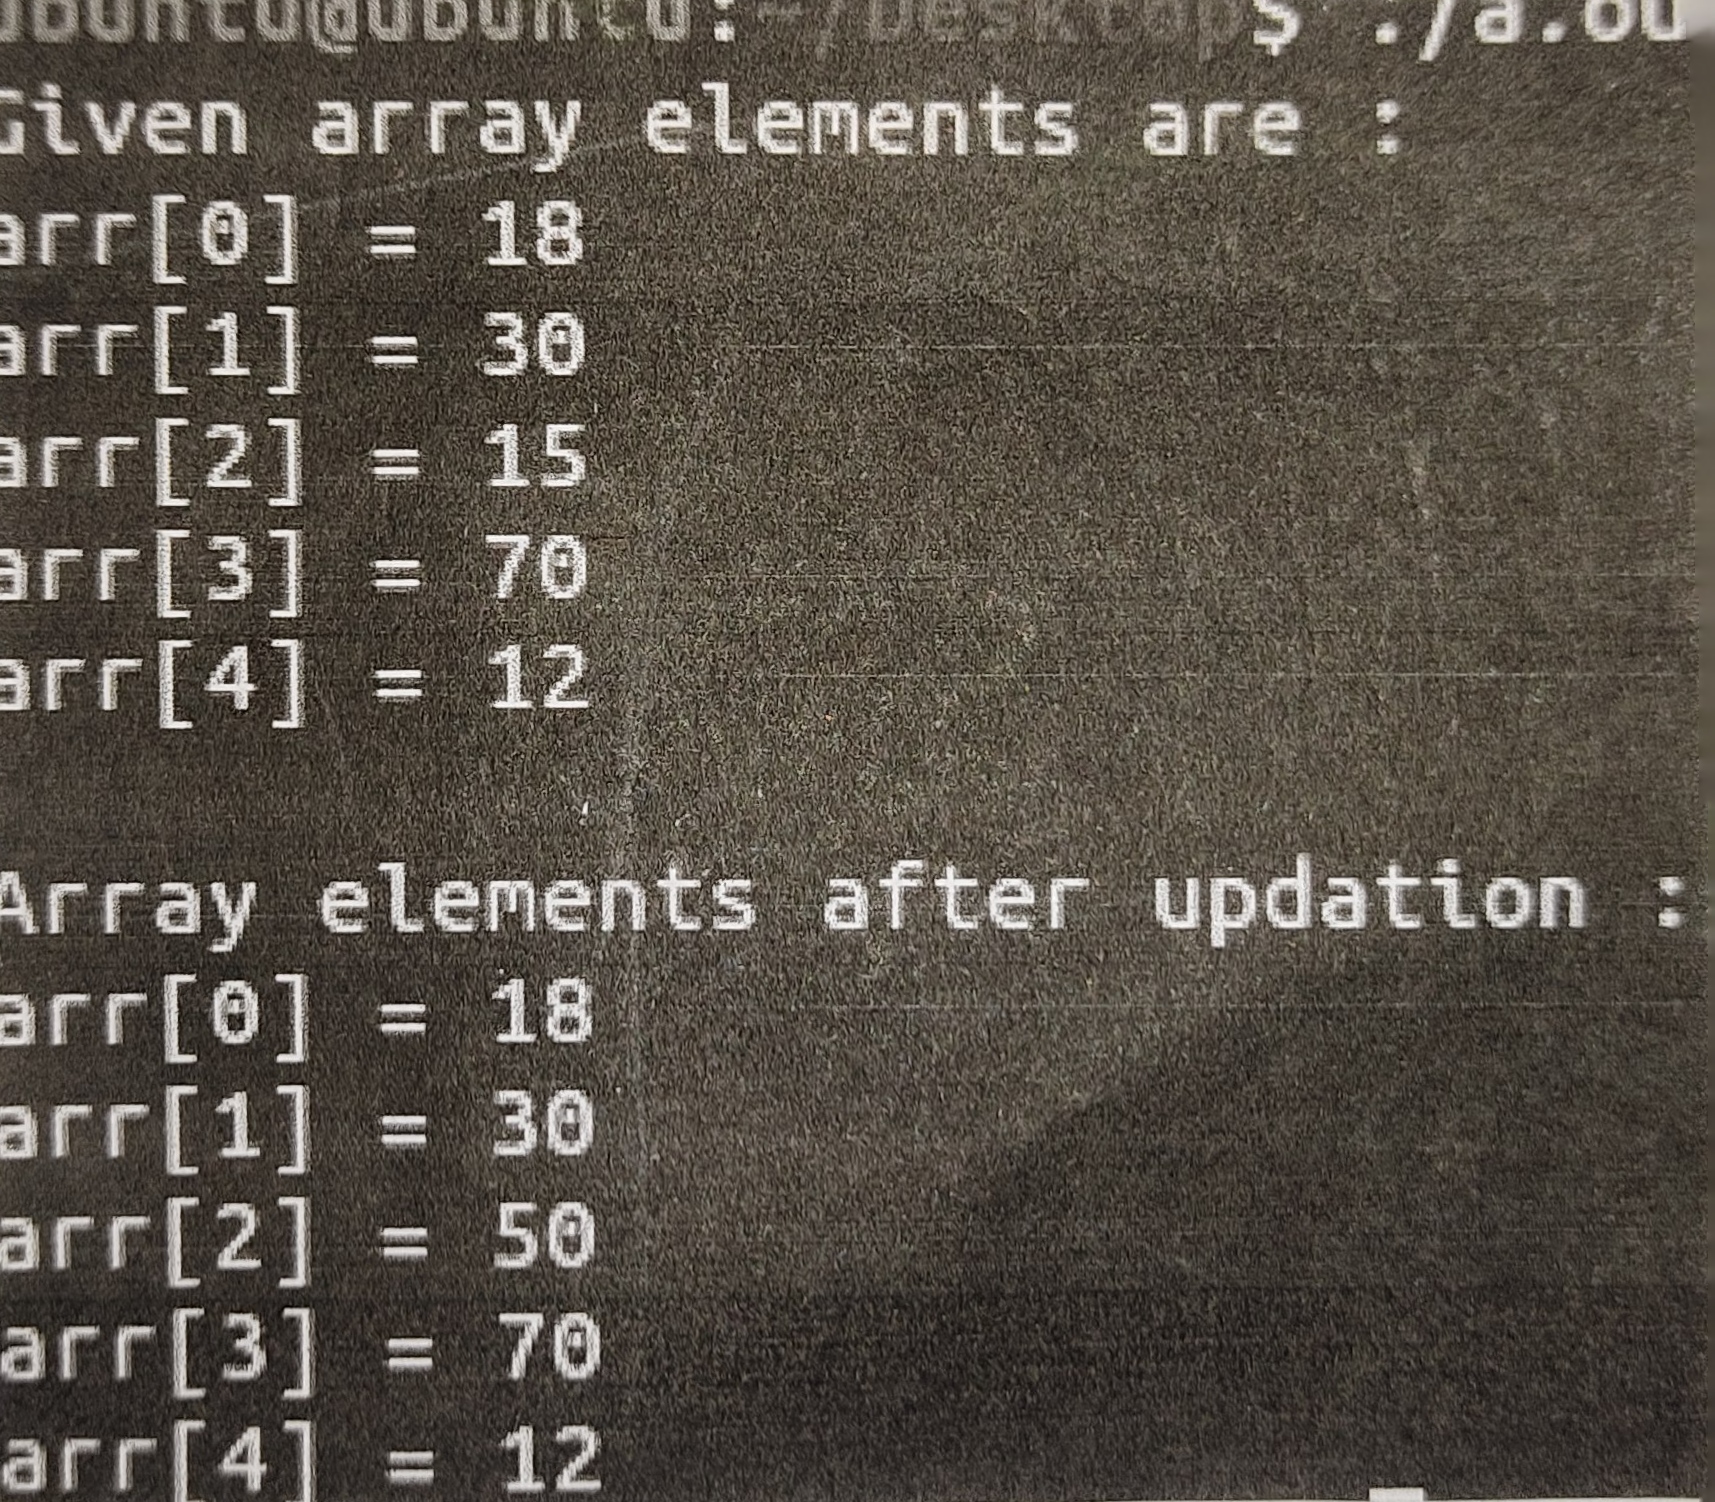 ubuntu@ubuntu:~/Desktop$ ./a.ou
Given array elements are :
arr[0] = 18
arr[1] = 30
arr[2] = 15
arr[3] = 70
arr[4] = 12
Array elements after updation :
arr[0] = 18
arr[1] = 30
arr[2] = 50
arr[3] = 70
arr[4] = 12